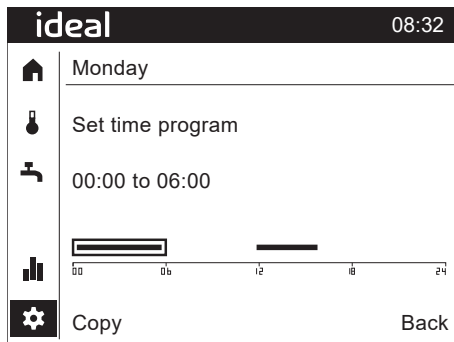 ideal 08:32
Monday
Set time program
00:00 to 06:00
00 06 12 18 24
Copy Back